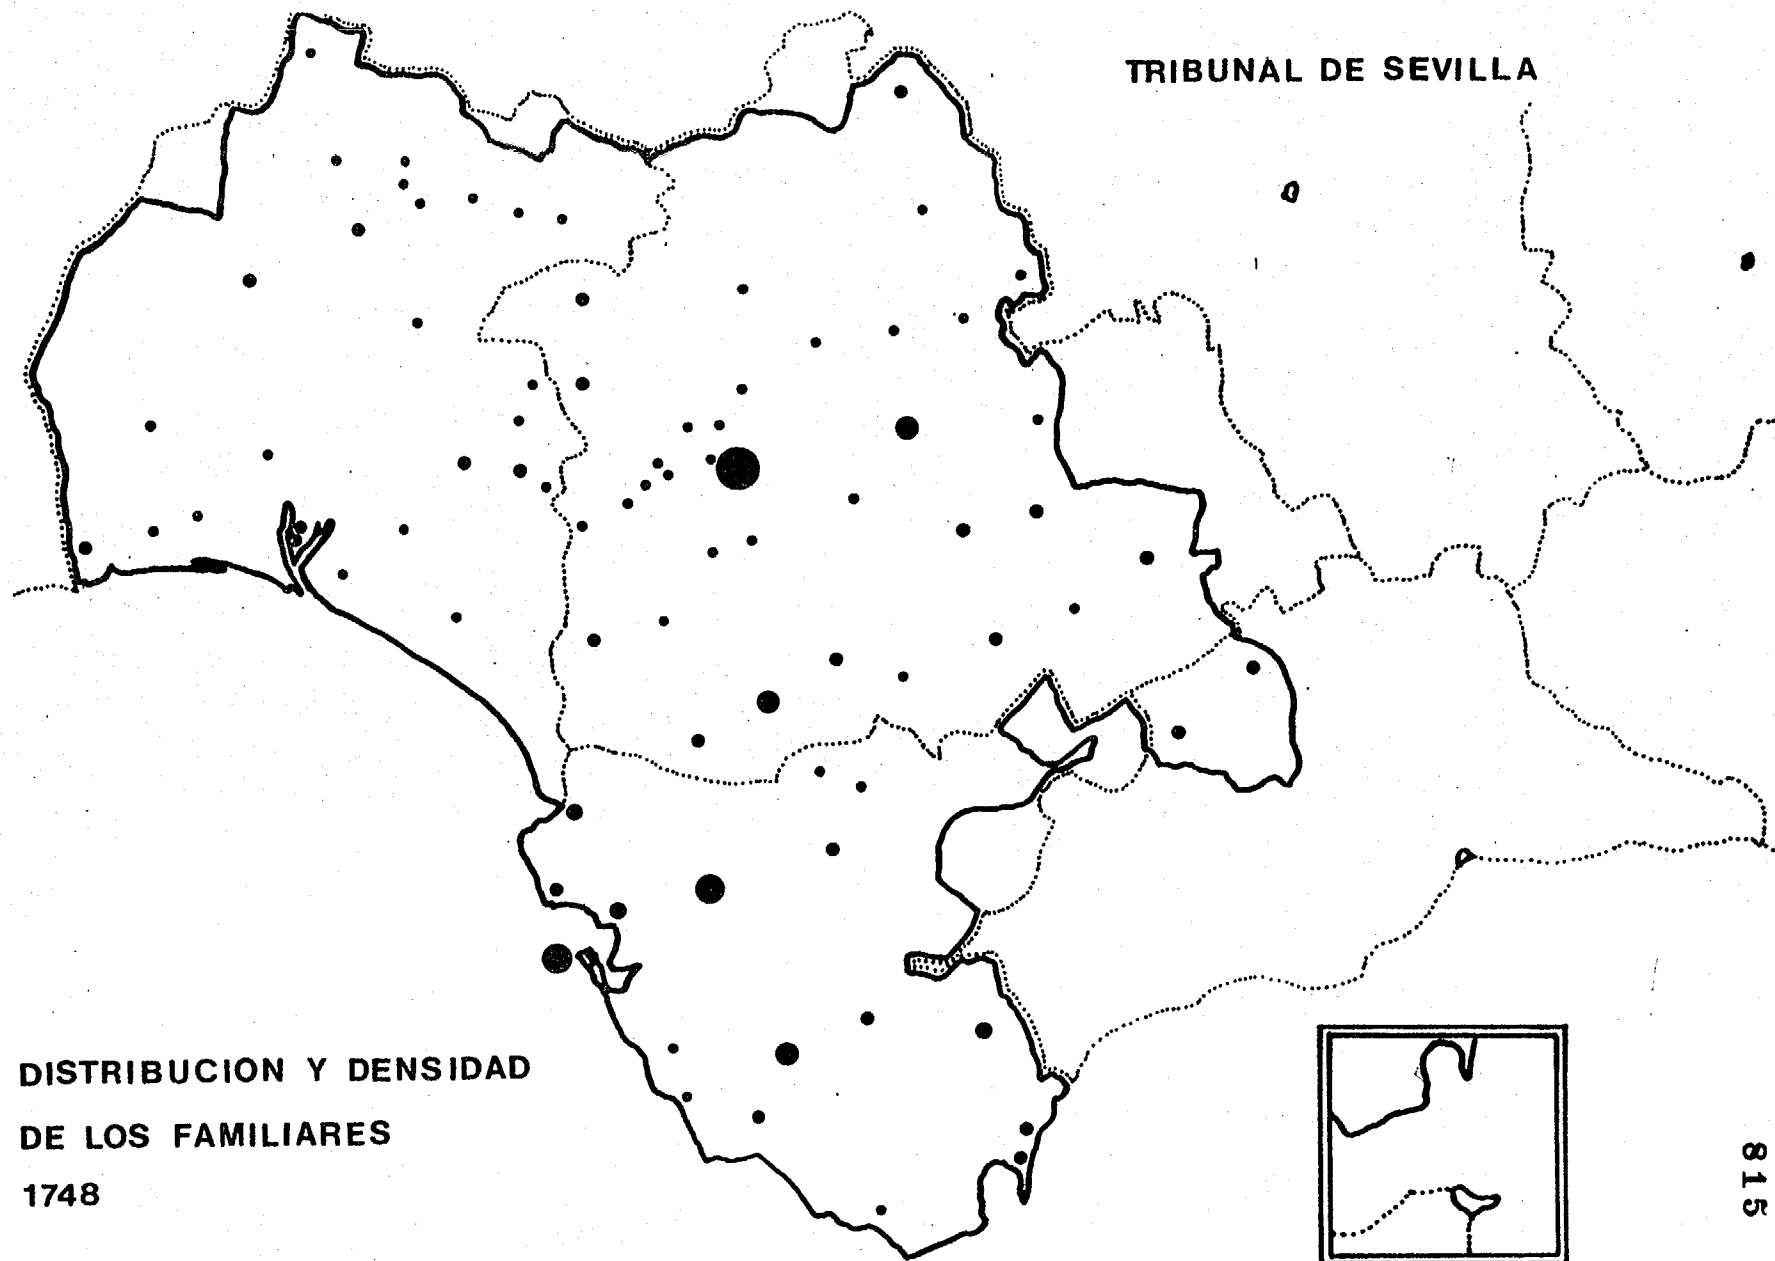 TRIBUNAL DE SEVILLA
DISTRIBUCION Y DENSIDAD
DE LOS FAMILIARES
1748
815